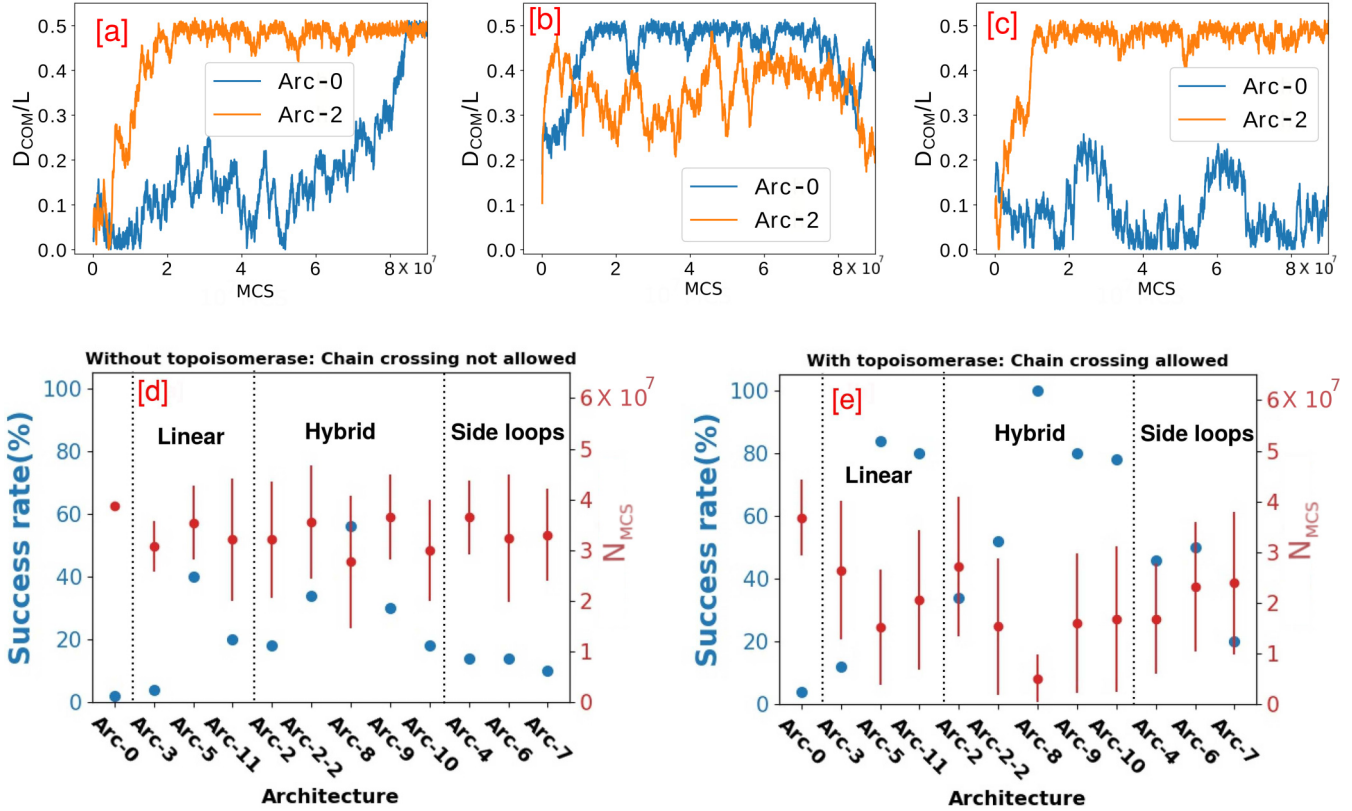 [a]
0.5
0.4
0.3
0.2
0.1
0.0
D_COM/L
Arc-0
Arc-2
0 2 4 6 8 X 10^7
MCS
[b]
0.5
0.4
0.3
0.2
0.1
0.0
D_COM/L
Arc-0
Arc-2
0 2 4 6 8 X 10^7
MCS
[c]
0.5
0.4
0.3
0.2
0.1
0.0
D_COM/L
Arc-0
Arc-2
0 2 4 6 8 X 10^7
MCS
Without topoisomerase: Chain crossing not allowed
[d]
Success rate(%)
100
80
60
40
20
0
Linear
Hybrid
Side loops
6 X 10^7
5
4
3
2
1
0
N_MCS
Arc-0
Arc-3
Arc-5
Arc-11
Arc-2
Arc-2-2
Arc-8
Arc-9
Arc-10
Arc-4
Arc-6
Arc-7
Architecture
With topoisomerase: Chain crossing allowed
[e]
Success rate(%)
100
80
60
40
20
0
Linear
Hybrid
Side loops
6 X 10^7
5
4
3
2
1
0
N_MCS
Arc-0
Arc-3
Arc-5
Arc-11
Arc-2
Arc-2-2
Arc-8
Arc-9
Arc-10
Arc-4
Arc-6
Arc-7
Architecture